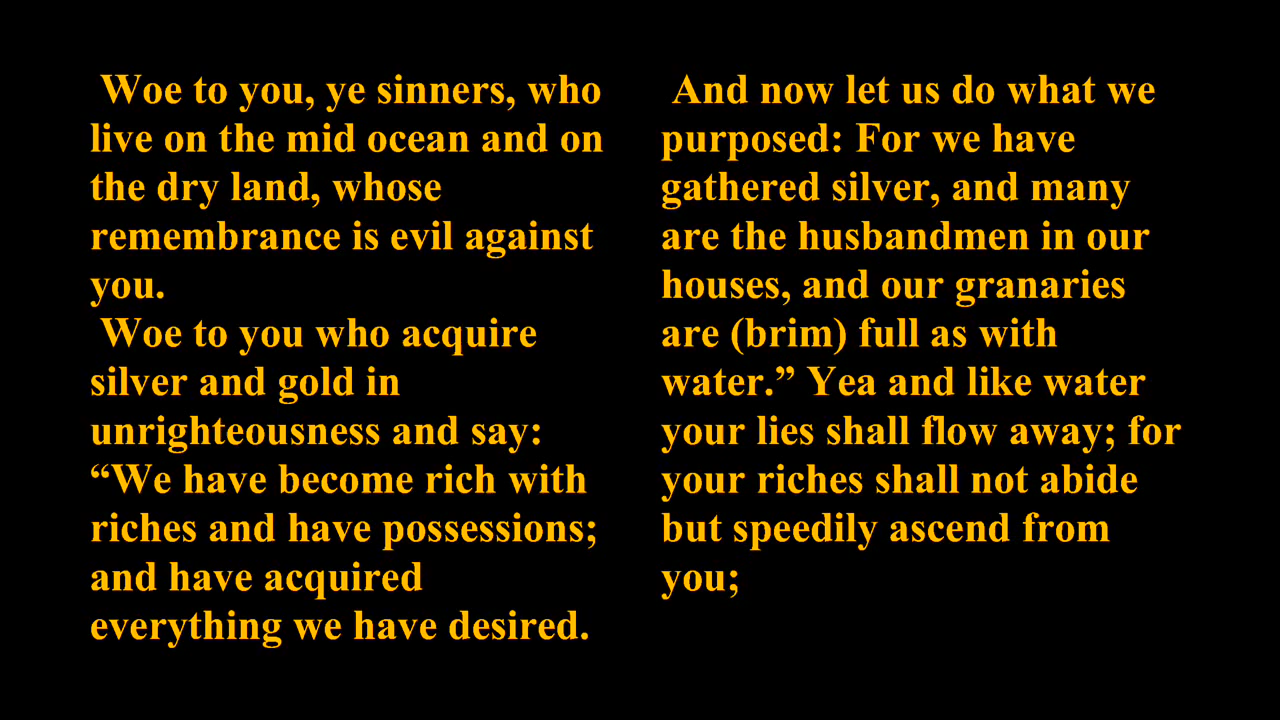 Woe to you, ye sinners, who
live on the mid ocean and on
the dry land, whose
remembrance is evil against
you.
Woe to you who acquire
silver and gold in
unrighteousness and say:
“We have become rich with
riches and have possessions;
and have acquired
everything we have desired.
And now let us do what we
purposed: For we have
gathered silver, and many
are the husbandmen in our
houses, and our granaries
are (brim) full as with
water.” Yea and like water
your lies shall flow away; for
your riches shall not abide
but speedily ascend from
you;